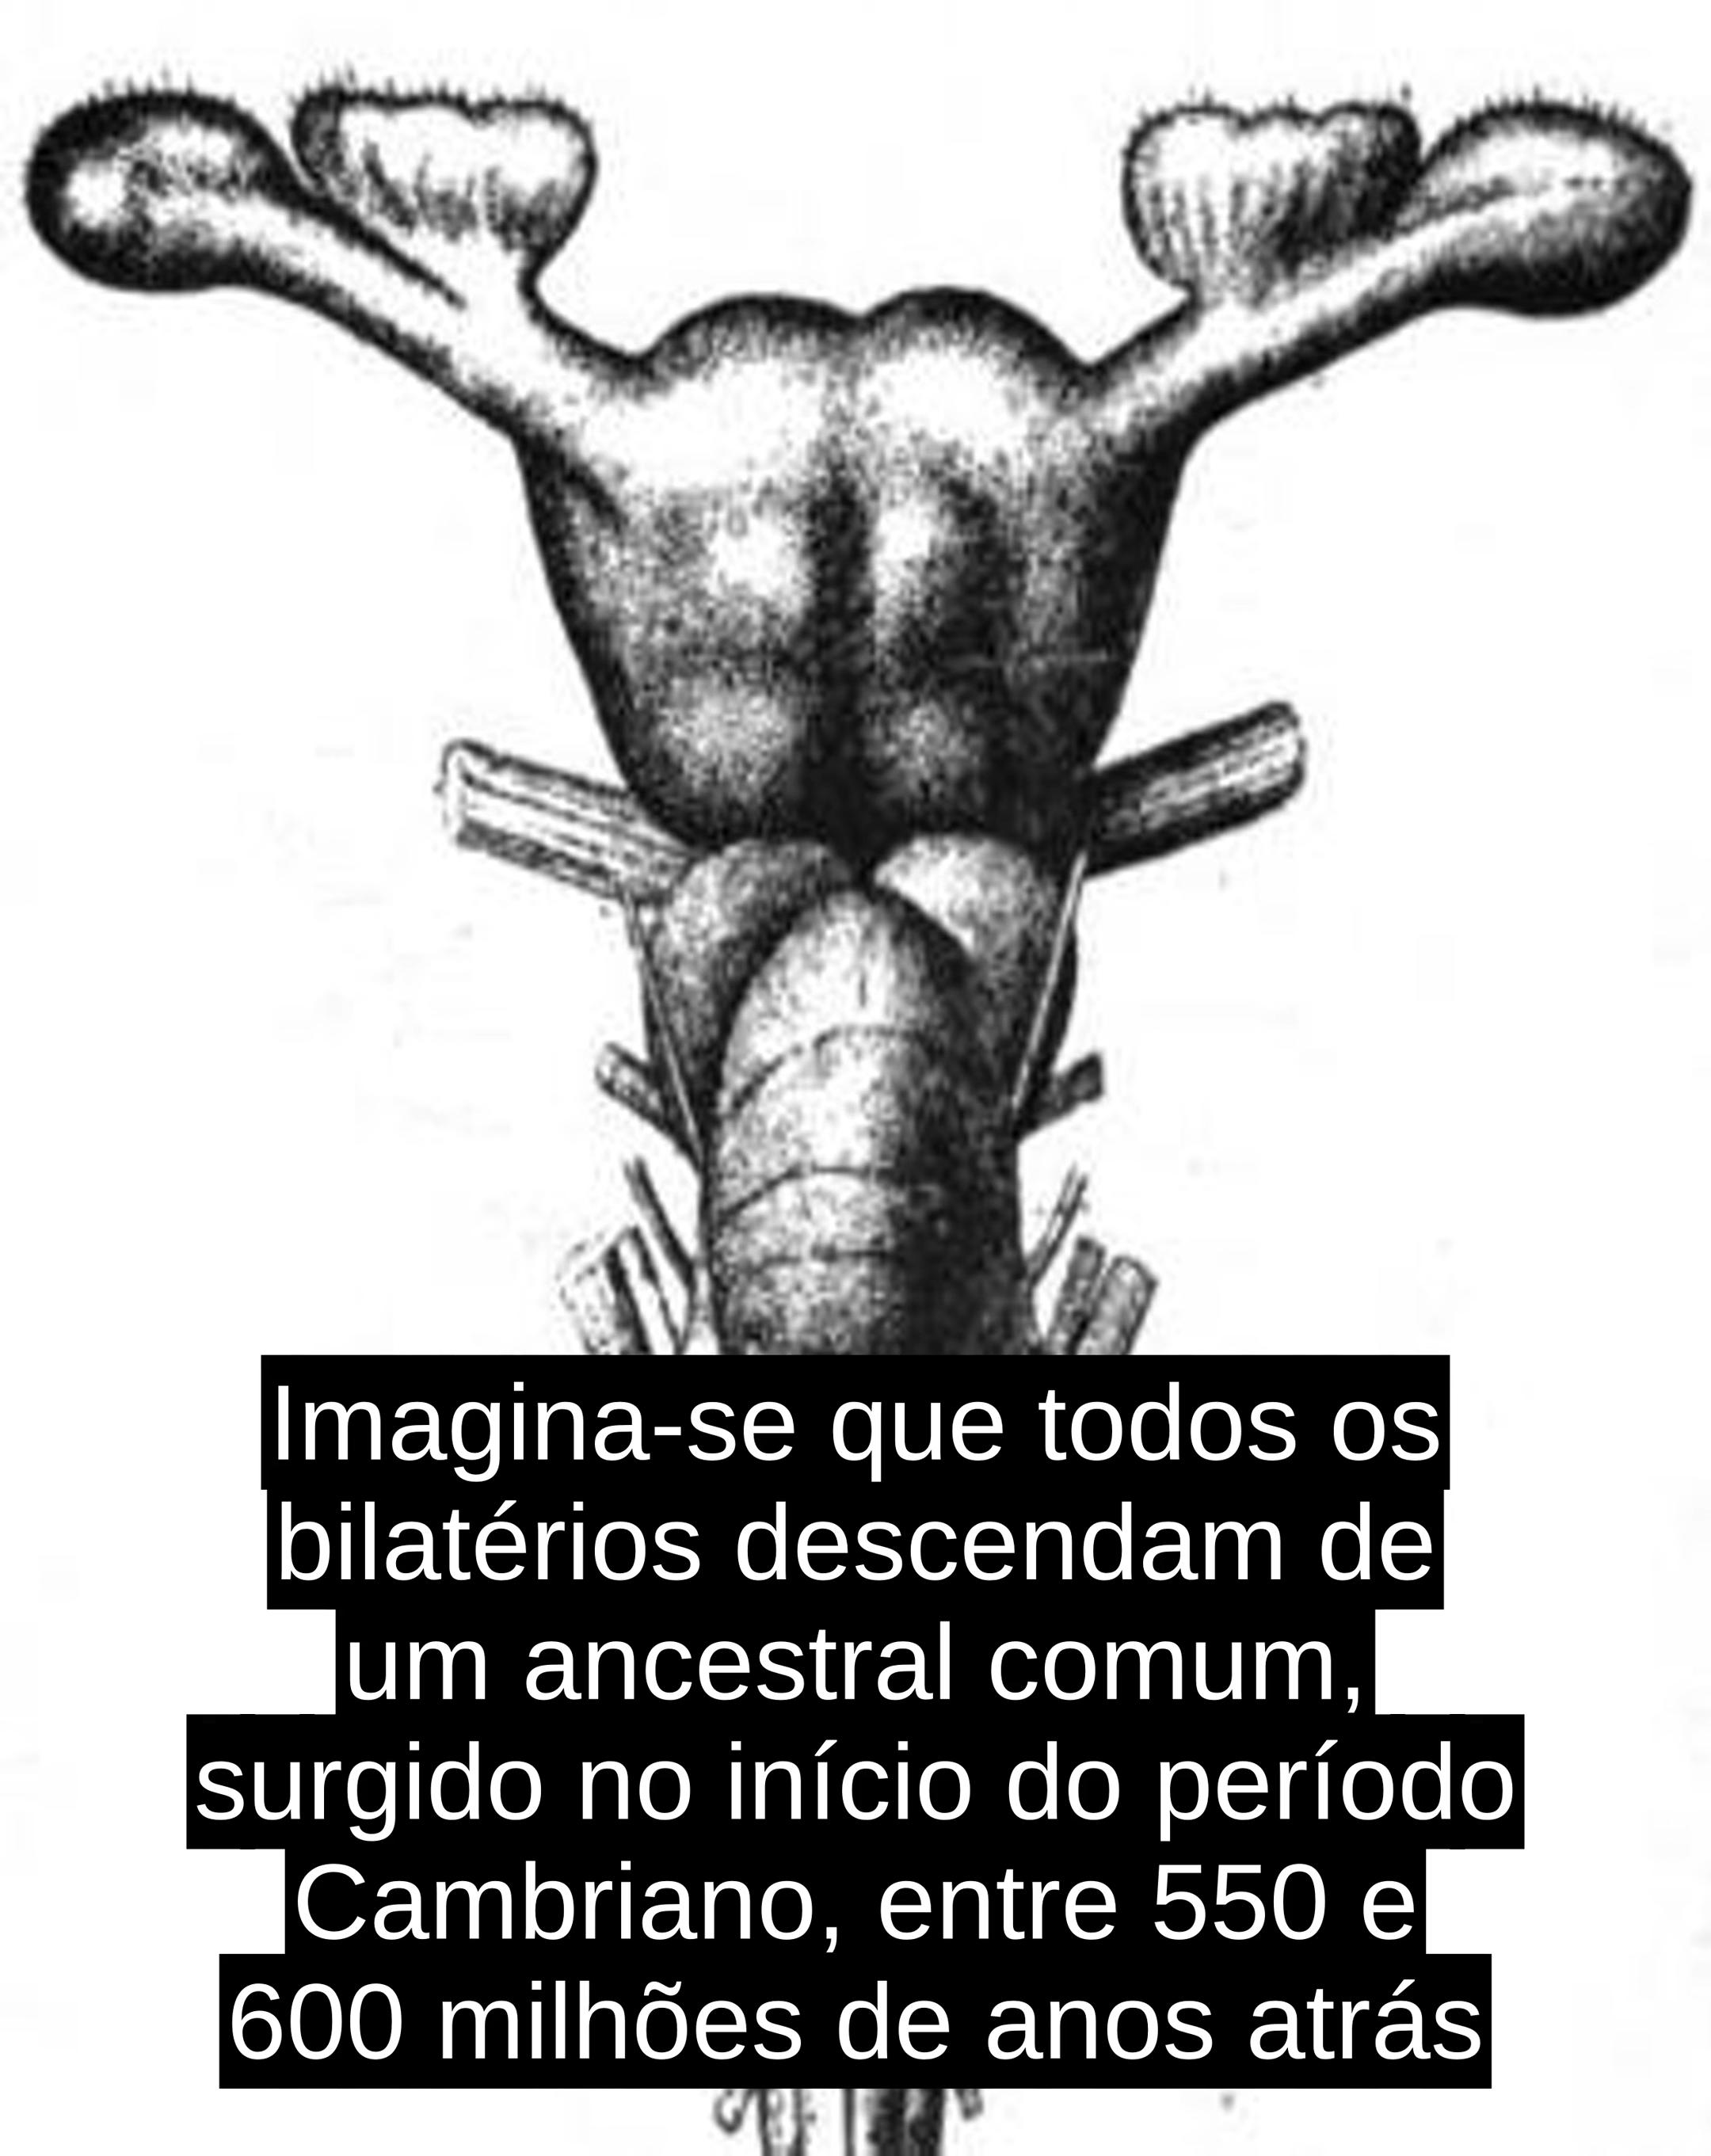 Imagina-se que todos os
bilatérios descendam de
um ancestral comum,
surgido no início do período
Cambriano, entre 550 e
600 milhões de anos atrás